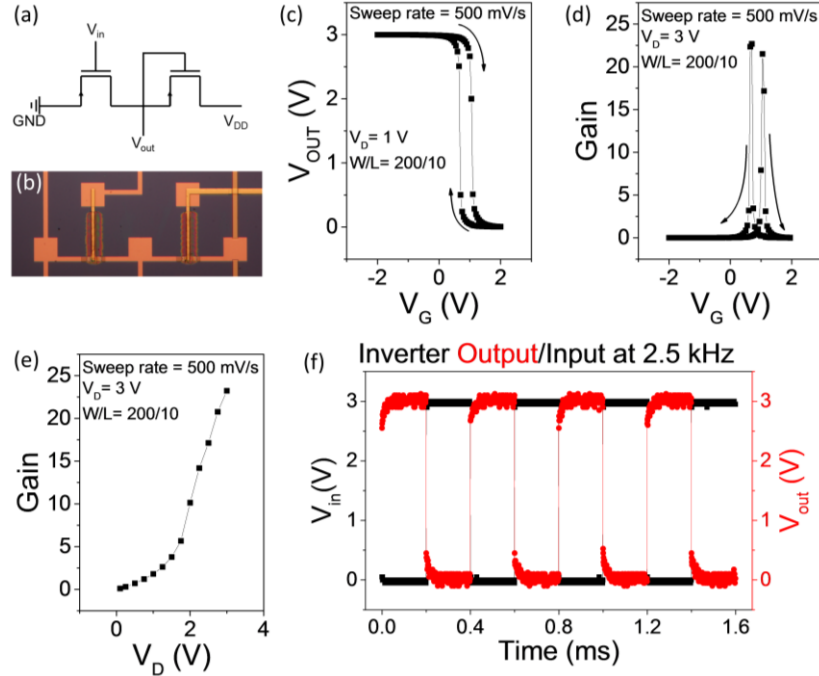 (a)
V_in
GND
V_out
V_DD
(b)
(c)
Sweep rate = 500 mV/s
V_D= 1 V
W/L= 200/10
V_OUT (V)
3
2
1
0
-2
0
2
V_G (V)
(d)
Sweep rate = 500 mV/s
V_D= 3 V
W/L= 200/10
Gain
25
20
15
10
5
0
-2
0
2
V_G (V)
(e)
Sweep rate = 500 mV/s
V_D= 3 V
W/L= 200/10
Gain
25
20
15
10
5
0
0
2
4
V_D (V)
(f)
Inverter Output/Input at 2.5 kHz
V_in(V)
3
2
1
0
3
2
1
0
V_out (V)
0.0
0.4
0.8
1.2
1.6
Time (ms)